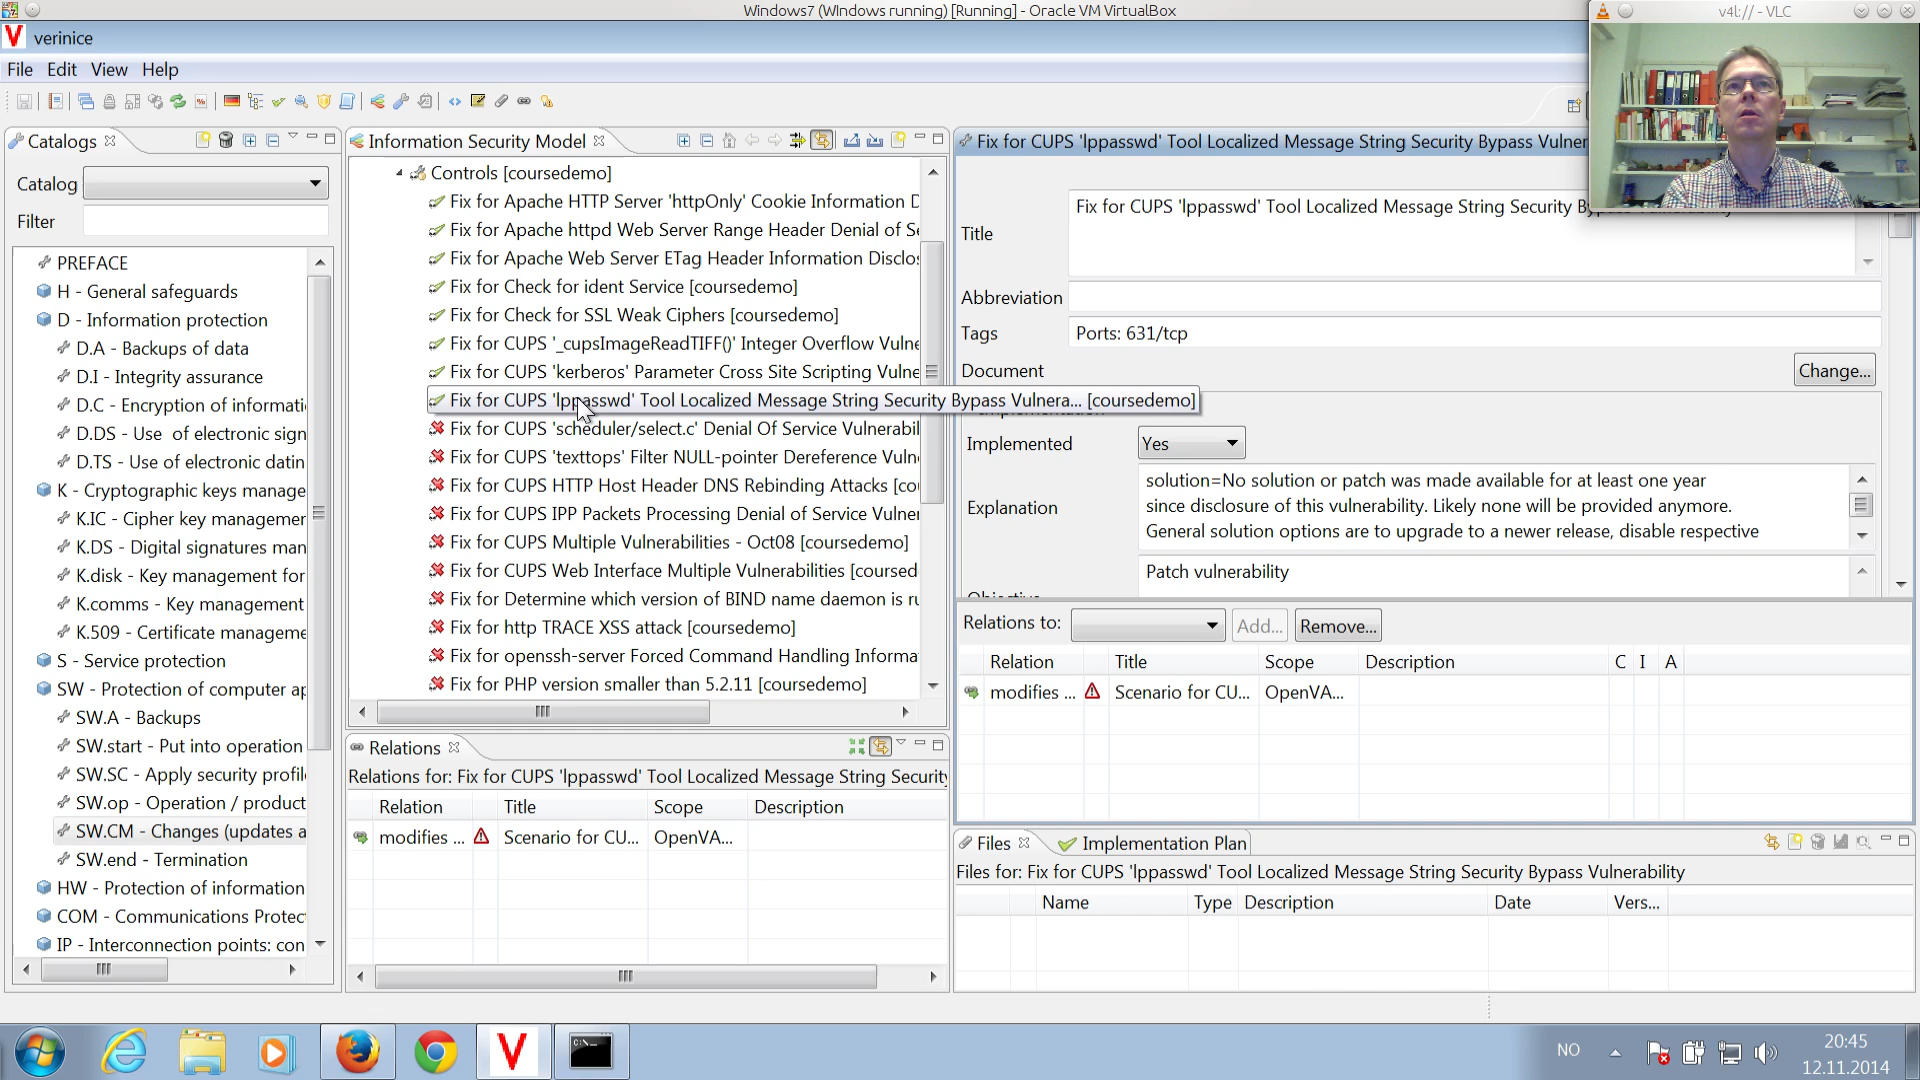 Windows7 (WIndows running) [Running] - Oracle VM VirtualBox
v4l:// - VLC
verinice
File Edit View Help
Catalogs
Catalog
Filter
PREFACE
H - General safeguards
D - Information protection
D.A - Backups of data
D.I - Integrity assurance
D.C - Encryption of informati
D.DS - Use of electronic sign
D.TS - Use of electronic datin
K - Cryptographic keys manage
K.IC - Cipher key managemer
K.DS - Digital signatures man
K.disk - Key management for
K.comms - Key management
K.509 - Certificate manageme
S - Service protection
SW - Protection of computer ap
SW.A - Backups
SW.start - Put into operation
SW.SC - Apply security profil
SW.op - Operation / product
SW.CM - Changes (updates a
SW.end - Termination
HW - Protection of information
COM - Communications Protec
IP - Interconnection points: con
Information Security Model
Controls [coursedemo]
Fix for Apache HTTP Server 'httpOnly' Cookie Information D
Fix for Apache httpd Web Server Range Header Denial of Se
Fix for Apache Web Server ETag Header Information Disclos
Fix for Check for ident Service [coursedemo]
Fix for Check for SSL Weak Ciphers [coursedemo]
Fix for CUPS '_cupsImageReadTIFF()' Integer Overflow Vulne
Fix for CUPS 'kerberos' Parameter Cross Site Scripting Vulne
Fix for CUPS 'lppasswd' Tool Localized Message String Security Bypass Vulnera... [coursedemo]
Fix for CUPS 'scheduler/select.c' Denial Of Service Vulnerabil
Fix for CUPS 'texttops' Filter NULL-pointer Dereference Vuln
Fix for CUPS HTTP Host Header DNS Rebinding Attacks [cou
Fix for CUPS IPP Packets Processing Denial of Service Vulner
Fix for CUPS Multiple Vulnerabilities - Oct08 [coursedemo]
Fix for CUPS Web Interface Multiple Vulnerabilities [coursed
Fix for Determine which version of BIND name daemon is ru
Fix for http TRACE XSS attack [coursedemo]
Fix for openssh-server Forced Command Handling Informa
Fix for PHP version smaller than 5.2.11 [coursedemo]
Relations
Relations for: Fix for CUPS 'lppasswd' Tool Localized Message String Security
Relation Title Scope Description
modifies ... Scenario for CU... OpenVA...
Fix for CUPS 'lppasswd' Tool Localized Message String Security Bypass Vulner
Title
Fix for CUPS 'lppasswd' Tool Localized Message String Security
Abbreviation
Tags
Ports: 631/tcp
Document
Change...
Implemented
Yes
Explanation
solution=No solution or patch was made available for at least one year
since disclosure of this vulnerability. Likely none will be provided anymore.
General solution options are to upgrade to a newer release, disable respective
Patch vulnerability
Relations to:
Add...
Remove...
Relation Title Scope Description C I A
modifies ... Scenario for CU... OpenVA...
Files
Implementation Plan
Files for: Fix for CUPS 'lppasswd' Tool Localized Message String Security Bypass Vulnerability
Name Type Description Date Vers...
NO
20:45
12.11.2014